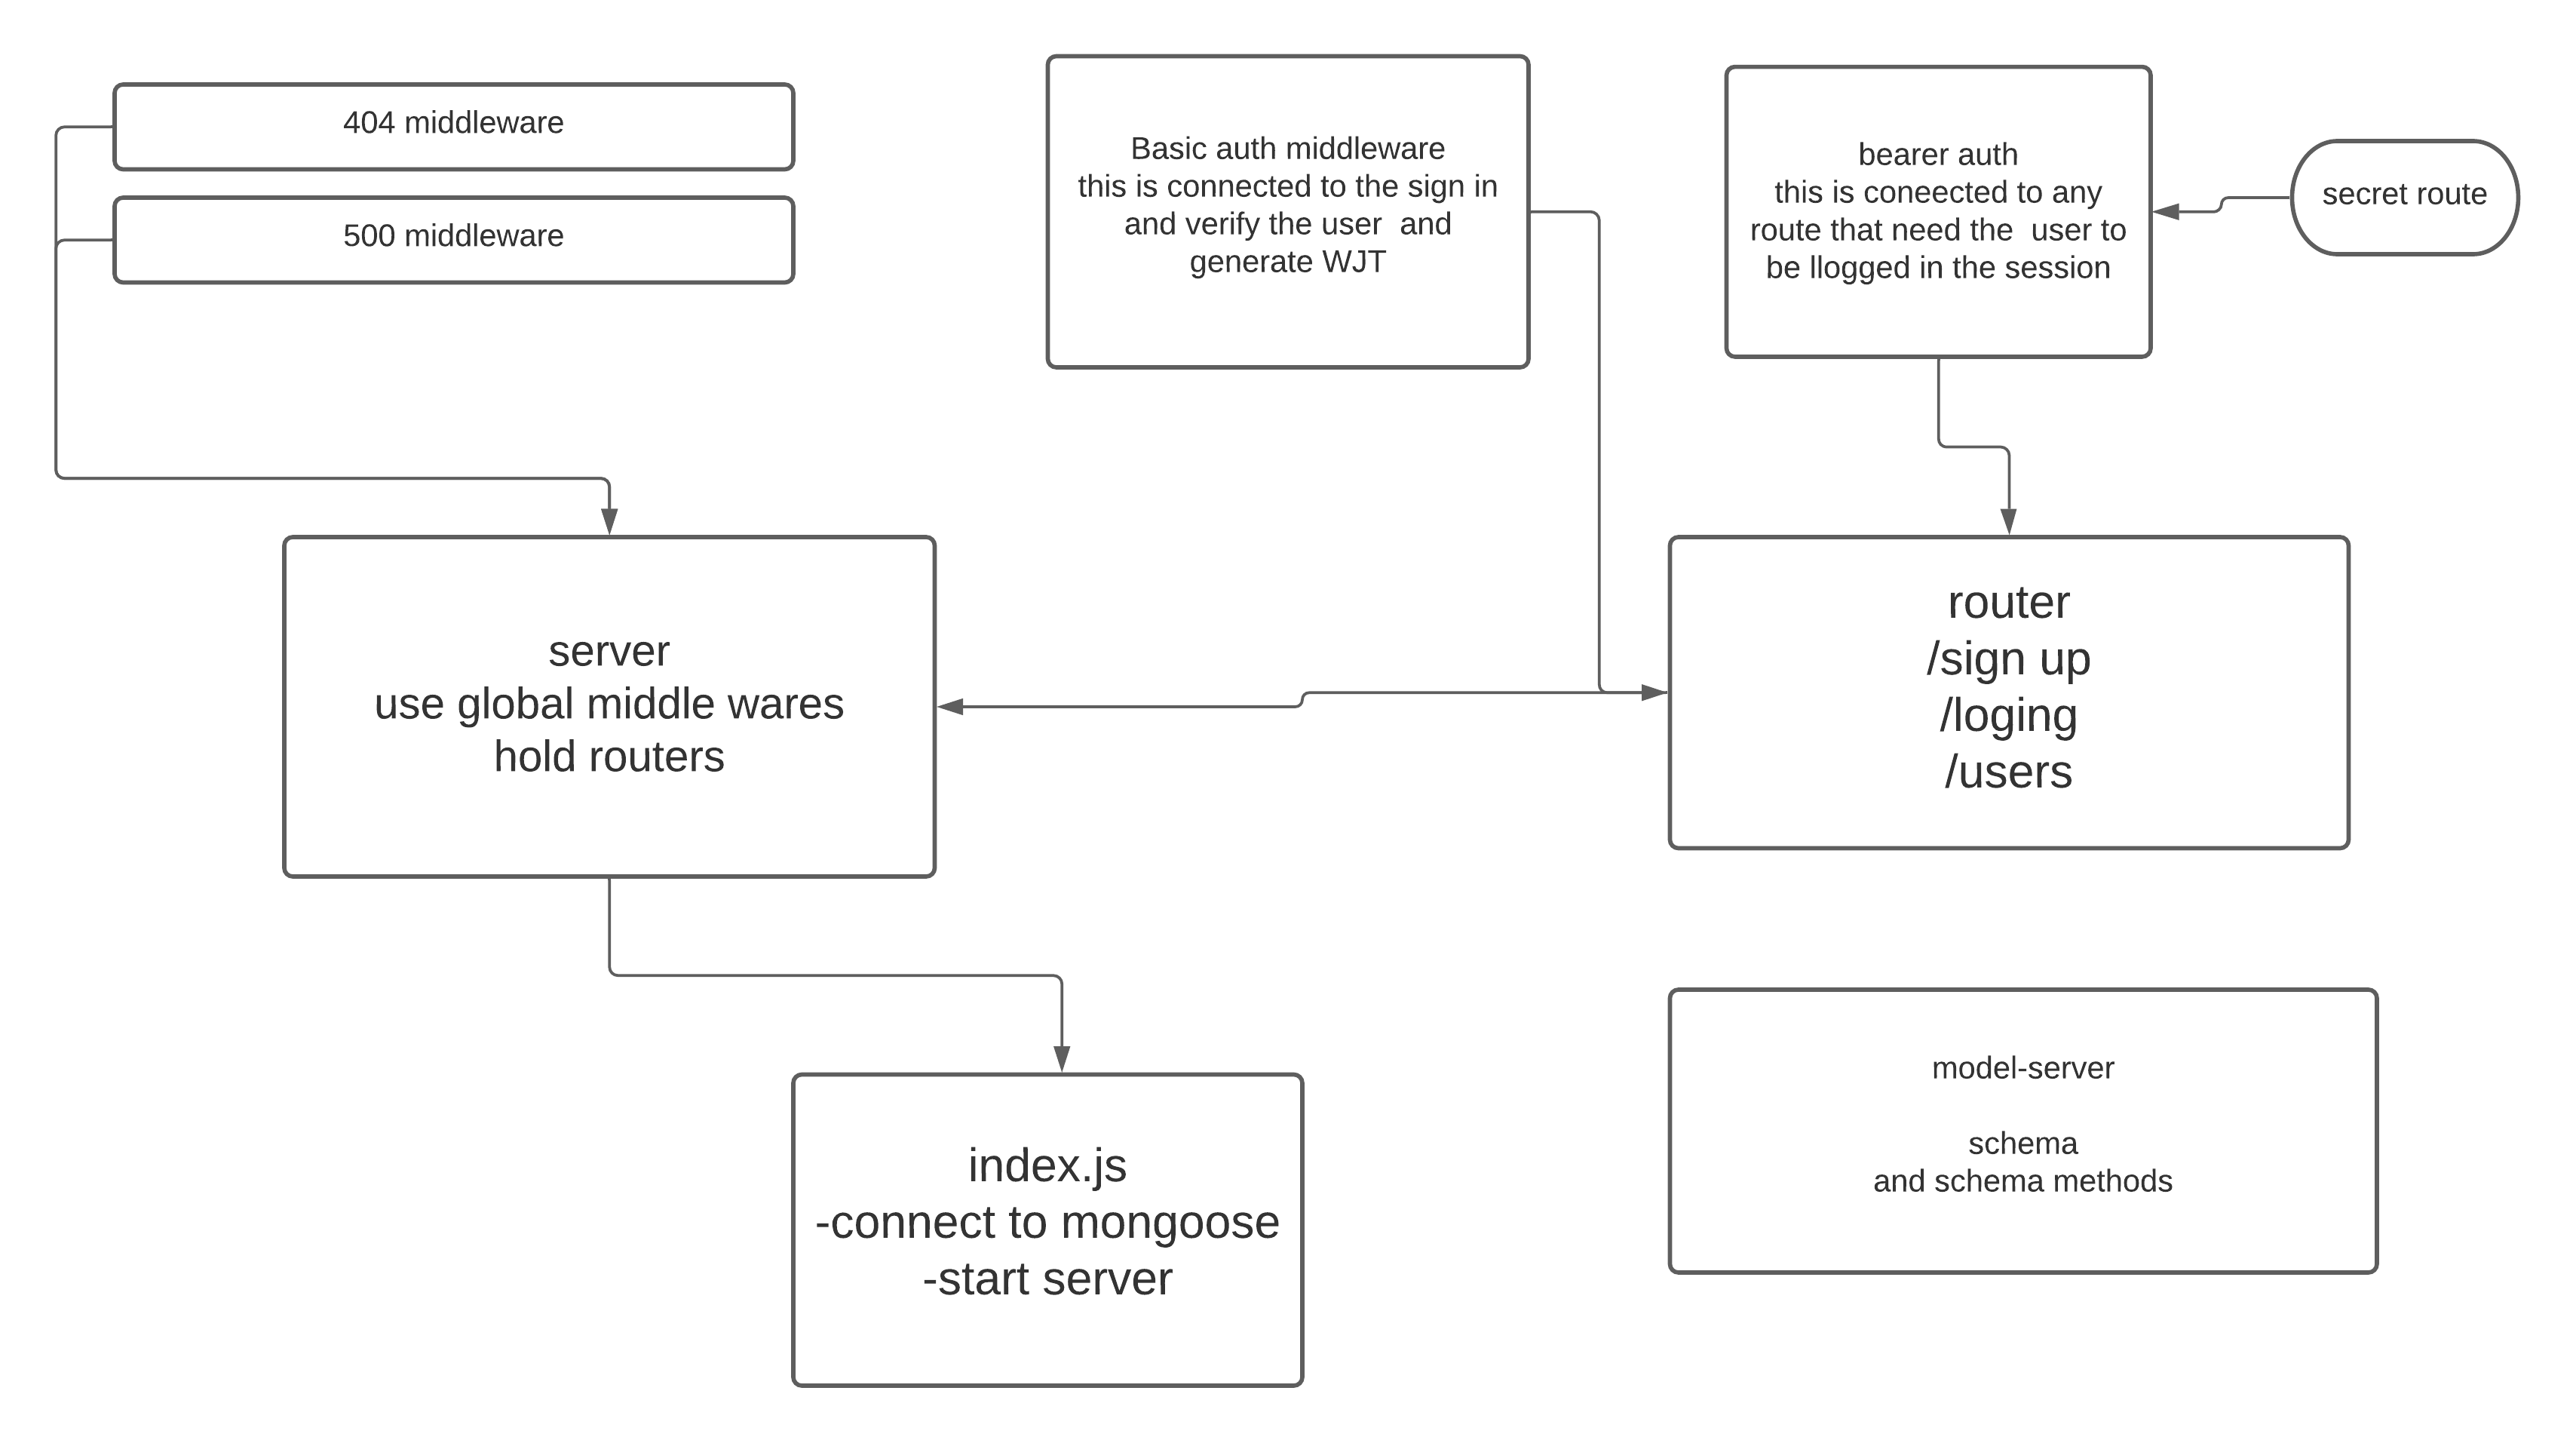 404 middleware
500 middleware
Basic auth middleware
this is connected to the sign in
and verify the user  and
generate WJT
bearer auth
this is coneected to any
route that need the  user to
be llogged in the session
secret route
server
use global middle wares
hold routers
router
/sign up
/loging
/users
index.js
-connect to mongoose
-start server
model-server
schema
and schema methods